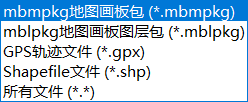 mbmpkg地图画板包 (*.mbmpkg)
mblpkg地图画板图层包 (*.mblpkg)
GPS轨迹文件 (*.gpx)
Shapefile文件 (*.shp)
所有文件 (*.*)